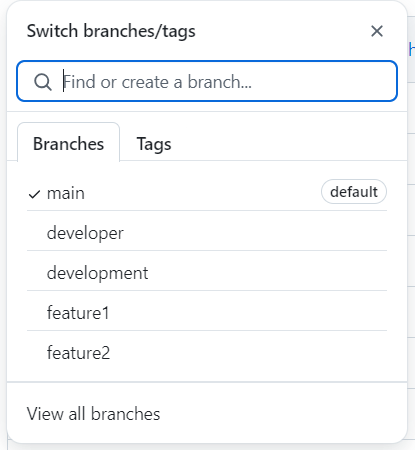 Switch branches/tags
Find or create a branch...
Branches Tags
main default
developer
development
feature1
feature2
View all branches